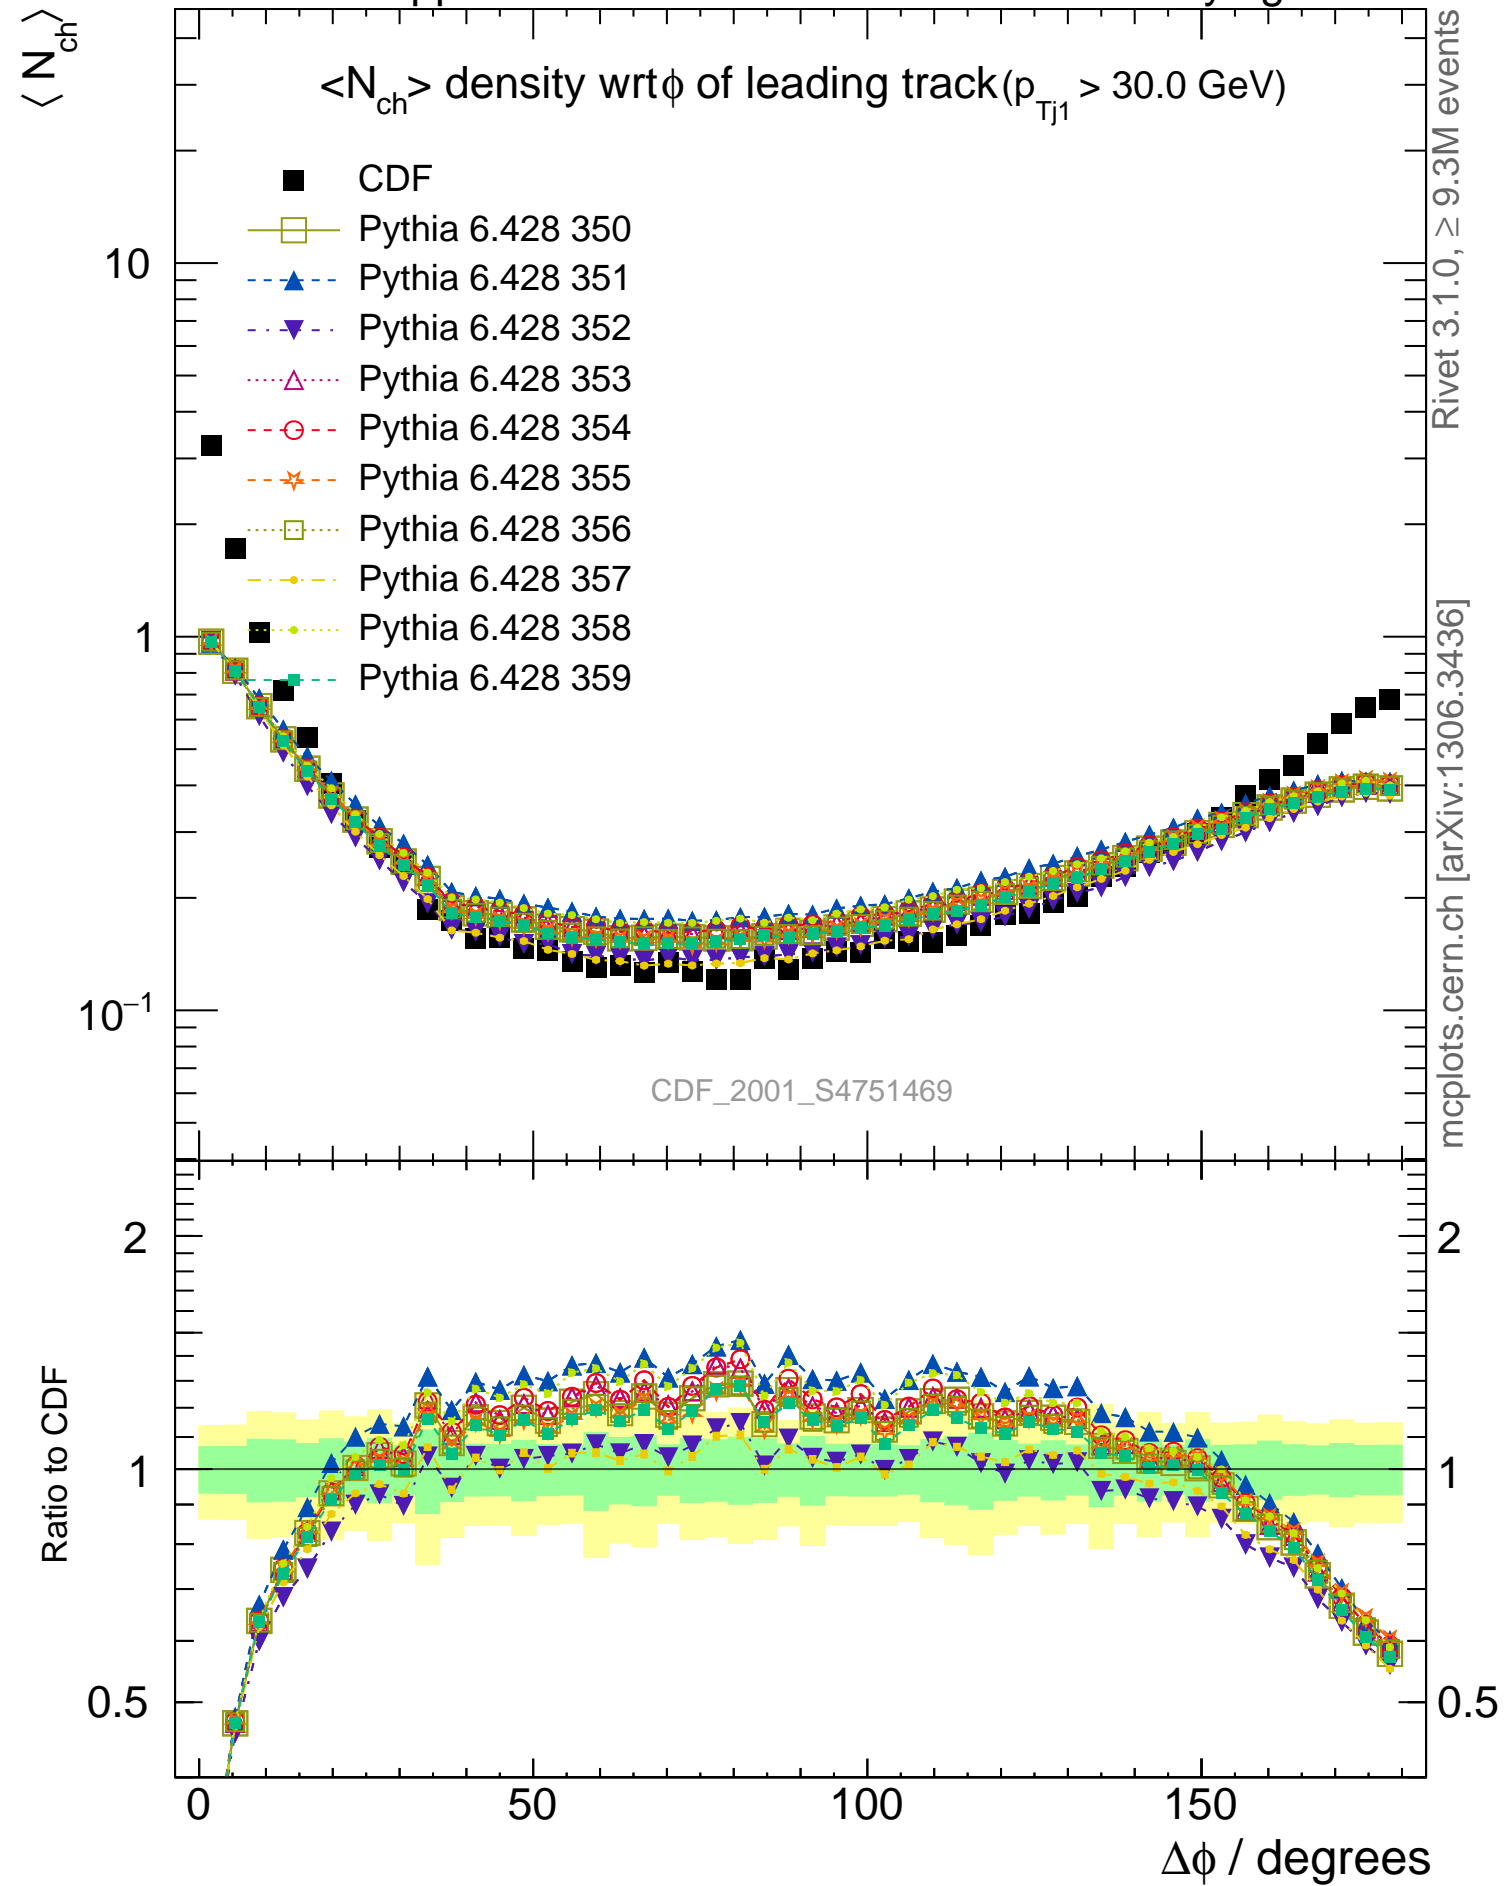 ⟨ N_ch ⟩
<N_ch> density wrt ϕ of leading track (p_Tj1 > 30.0 GeV)
CDF
Pythia 6.428 350
Pythia 6.428 351
Pythia 6.428 352
Pythia 6.428 353
Pythia 6.428 354
Pythia 6.428 355
Pythia 6.428 356
Pythia 6.428 357
Pythia 6.428 358
Pythia 6.428 359
10
1
10⁻¹
CDF_2001_S4751469
Rivet 3.1.0, ≥ 9.3M events
mcplots.cern.ch [arXiv:1306.3436]
Ratio to CDF
2
1
0.5
2
1
0.5
0 50 100 150
Δϕ / degrees